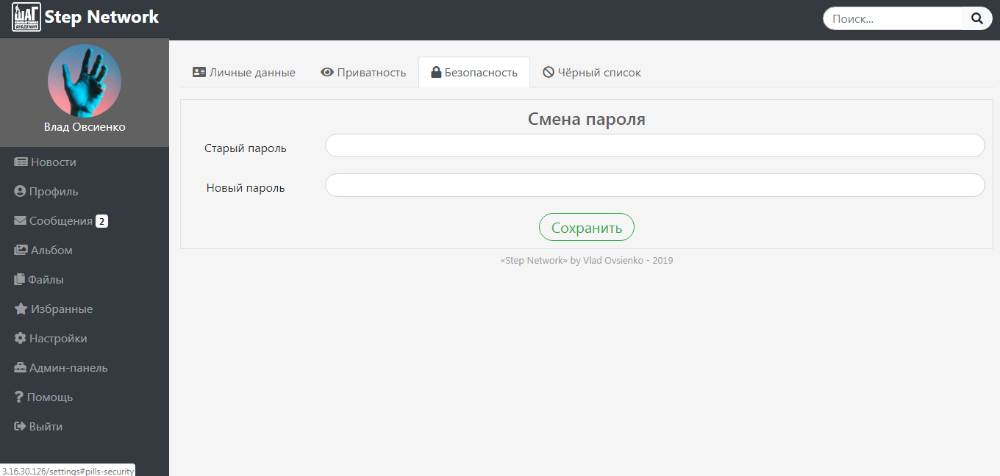 ШАГ
КОМПЬЮТЕРНАЯ
АКАДЕМИЯ
Step Network
Поиск...
Влад Овсиенко
Новости
Профиль
Сообщения 2
Альбом
Файлы
Избранные
Настройки
Админ-панель
Помощь
Выйти
Личные данные Приватность Безопасность Чёрный список
Смена пароля
Старый пароль
Новый пароль
Сохранить
«Step Network» by Vlad Ovsienko - 2019
3.16.30.126/settings#pills-security